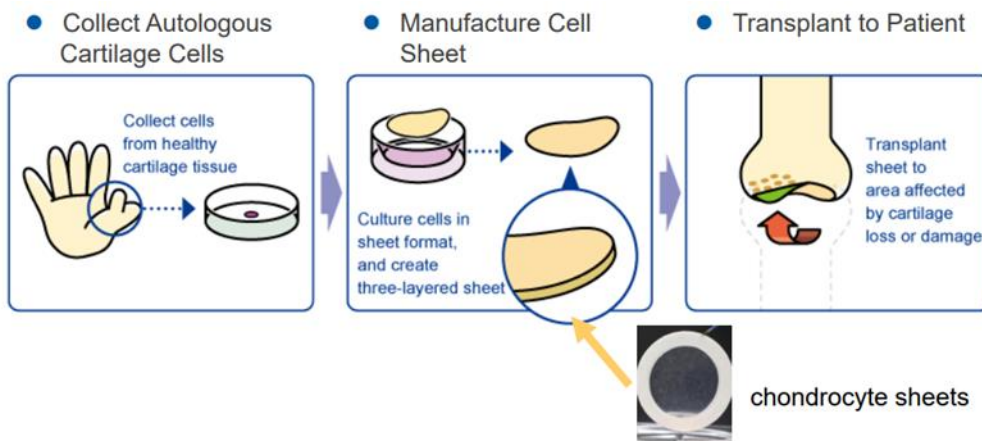 ● Collect Autologous
Cartilage Cells
Collect cells
from healthy
cartilage tissue
● Manufacture Cell
Sheet
Culture cells in
sheet format,
and create
three-layered sheet
● Transplant to Patient
Transplant
sheet to
area affected
by cartilage
loss or damage
chondrocyte sheets